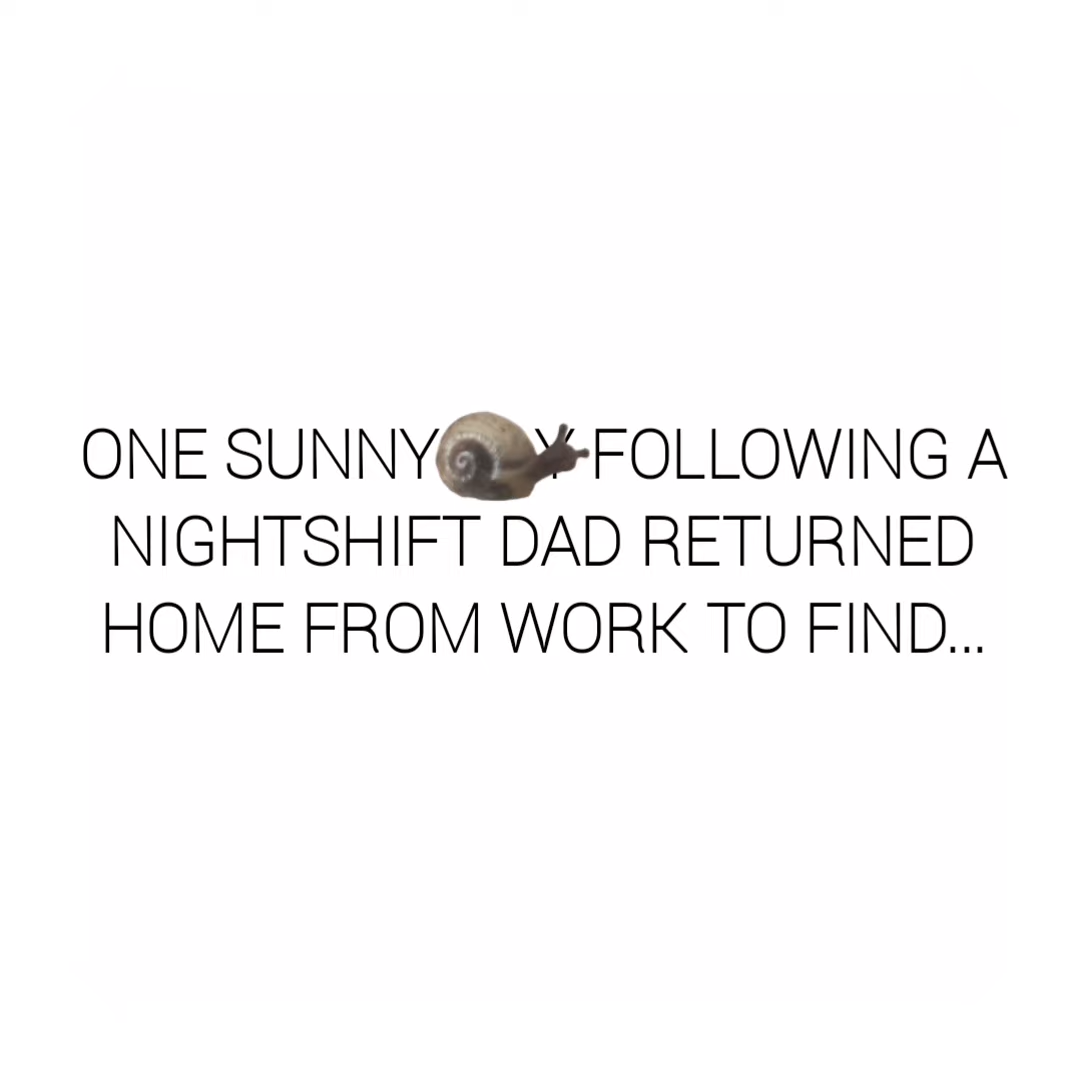 ONE SUNNY FOLLOWING A
NIGHTSHIFT DAD RETURNED
HOME FROM WORK TO FIND...